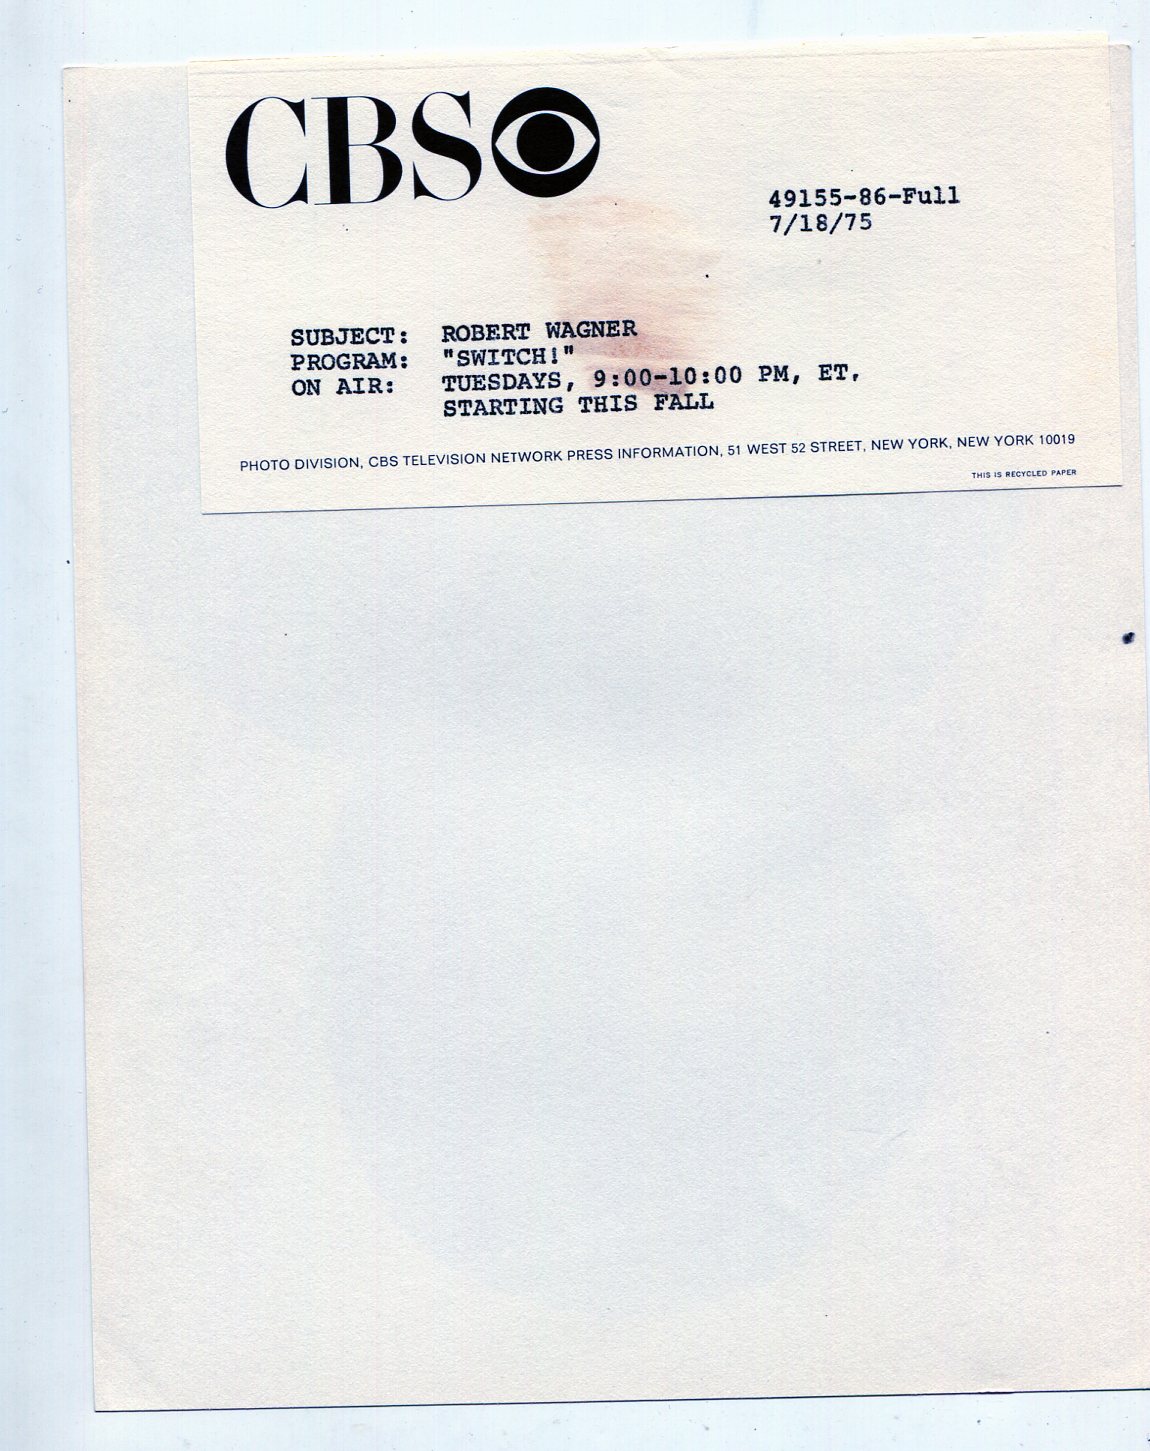 CBS
49155-86-Full
7/18/75
SUBJECT: ROBERT WAGNER
PROGRAM: "SWITCH!"
ON AIR: TUESDAYS, 9:00-10:00 PM, ET,
STARTING THIS FALL
PHOTO DIVISION, CBS TELEVISION NETWORK PRESS INFORMATION, 51 WEST 52 STREET, NEW YORK, NEW YORK 10019
THIS IS RECYCLED PAPER